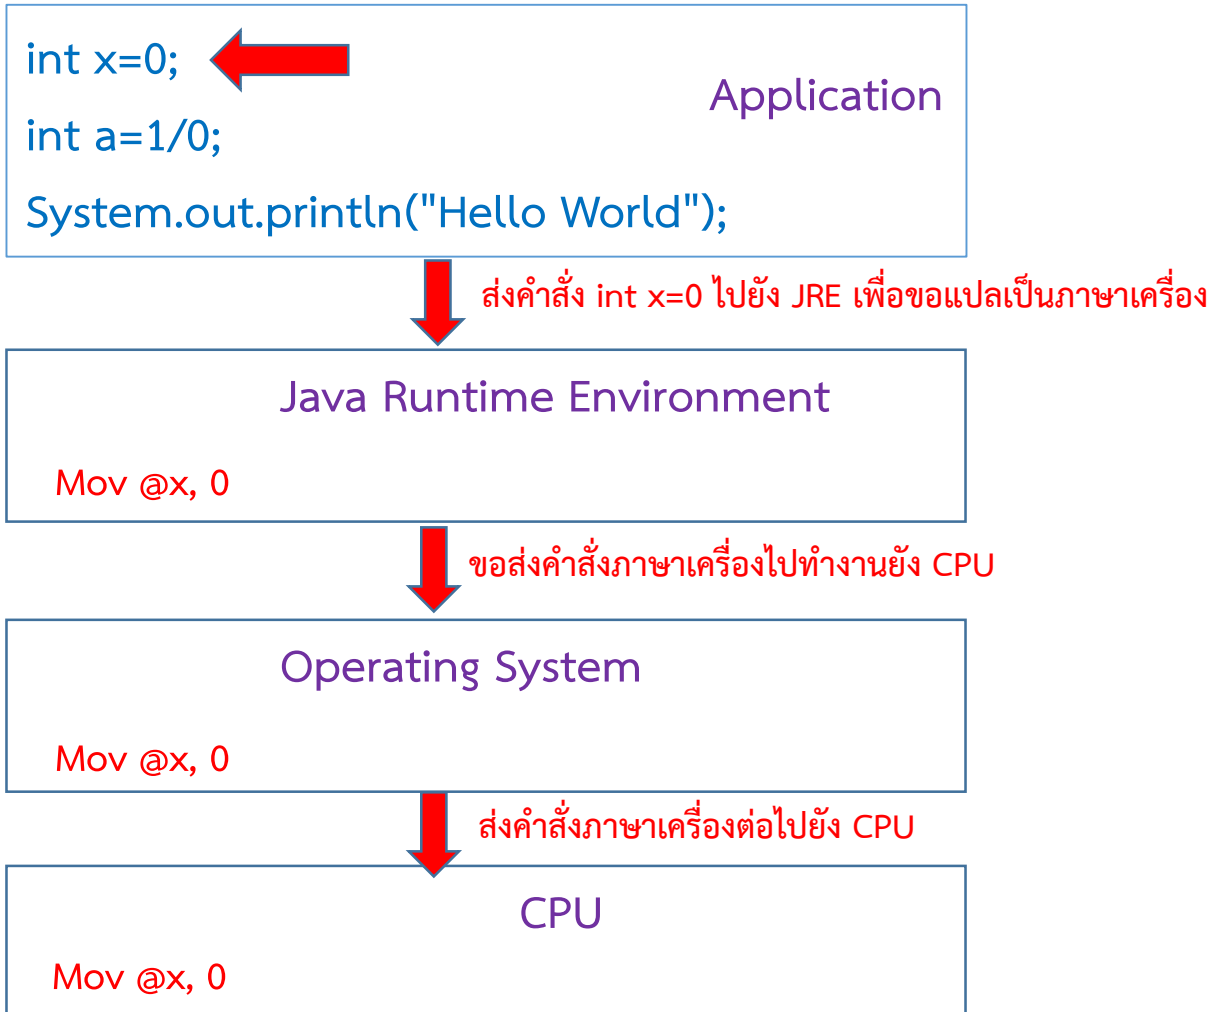 int x=0;
Application
int a=1/0;
System.out.println("Hello World");
ส่งคำสั่ง int x=0 ไปยัง JRE เพื่อขอแปลเป็นภาษาเครื่อง
Java Runtime Environment
Mov @x, 0
ขอส่งคำสั่งภาษาเครื่องไปทำงานยัง CPU
Operating System
Mov @x, 0
ส่งคำสั่งภาษาเครื่องต่อไปยัง CPU
CPU
Mov @x, 0